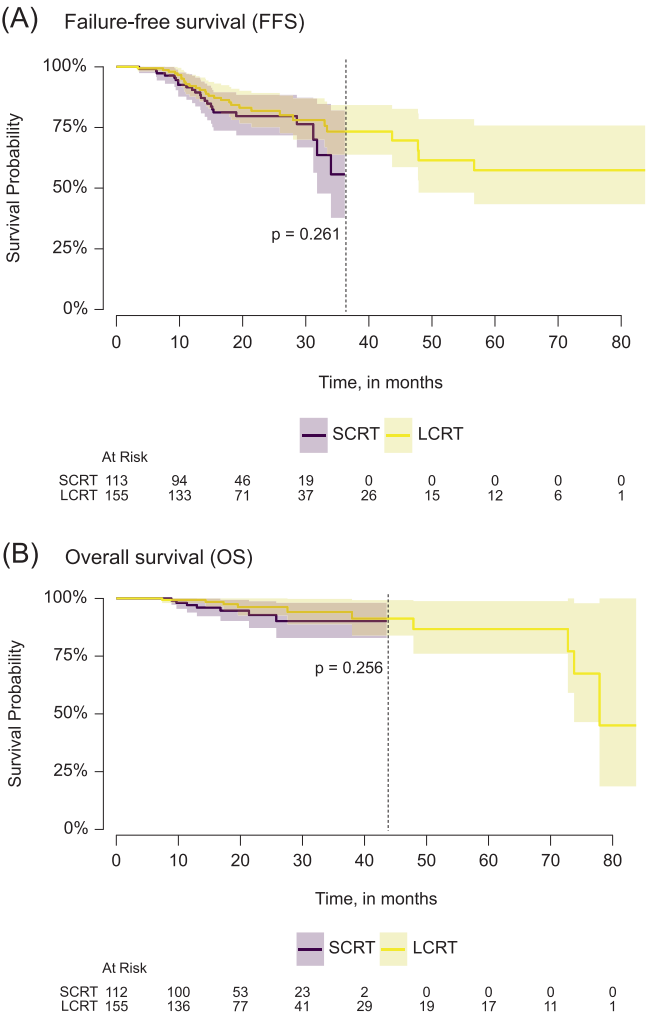 (A) Failure-free survival (FFS)
100%
75%
50%
25%
0%
Survival Probability
p = 0.261
0 10 20 30 40 50 60 70 80
Time, in months
SCRT LCRT
At Risk
SCRT 113 94 46 19 0 0 0 0 0
LCRT 155 133 71 37 26 15 12 6 1
(B) Overall survival (OS)
100%
75%
50%
25%
0%
Survival Probability
p = 0.256
0 10 20 30 40 50 60 70 80
Time, in months
SCRT LCRT
At Risk
SCRT 112 100 53 23 2 0 0 0 0
LCRT 155 136 77 41 29 19 17 11 1